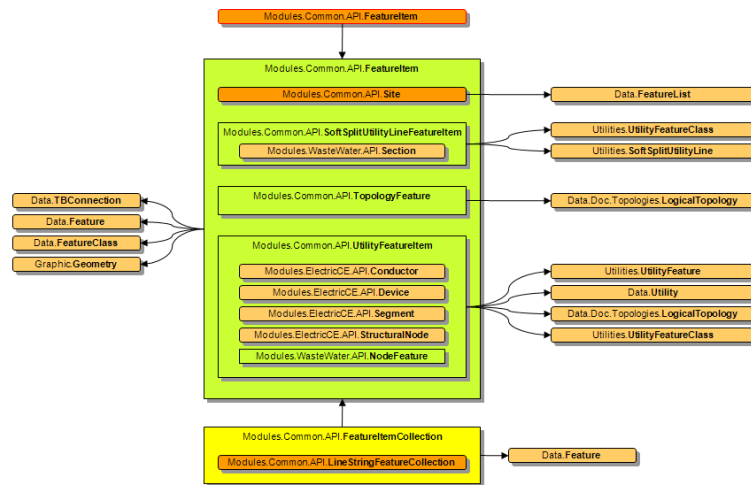 Modules.Common.API.FeatureItem
Modules.Common.API.FeatureItem
Modules.Common.API.Site
Data.FeatureList
Modules.Common.API.SoftSplitUtilityLineFeatureItem
Utilities.UtilityFeatureClass
Modules.WasteWater.API.Section
Utilities.SoftSplitUtilityLine
Data.TBConnection
Modules.Common.API.TopologyFeature
Data.Doc.Topologies.LogicalTopology
Data.Feature
Data.FeatureClass
Modules.Common.API.UtilityFeatureItem
Graphic.Geometry
Modules.ElectricCE.API.Conductor
Utilities.UtilityFeature
Modules.ElectricCE.API.Device
Data.Utility
Modules.ElectricCE.API.Segment
Data.Doc.Topologies.LogicalTopology
Modules.ElectricCE.API.StructuralNode
Utilities.UtilityFeatureClass
Modules.WasteWater.API.NodeFeature
Modules.Common.API.FeatureItemCollection
Data.Feature
Modules.Common.API.LineStringFeatureCollection